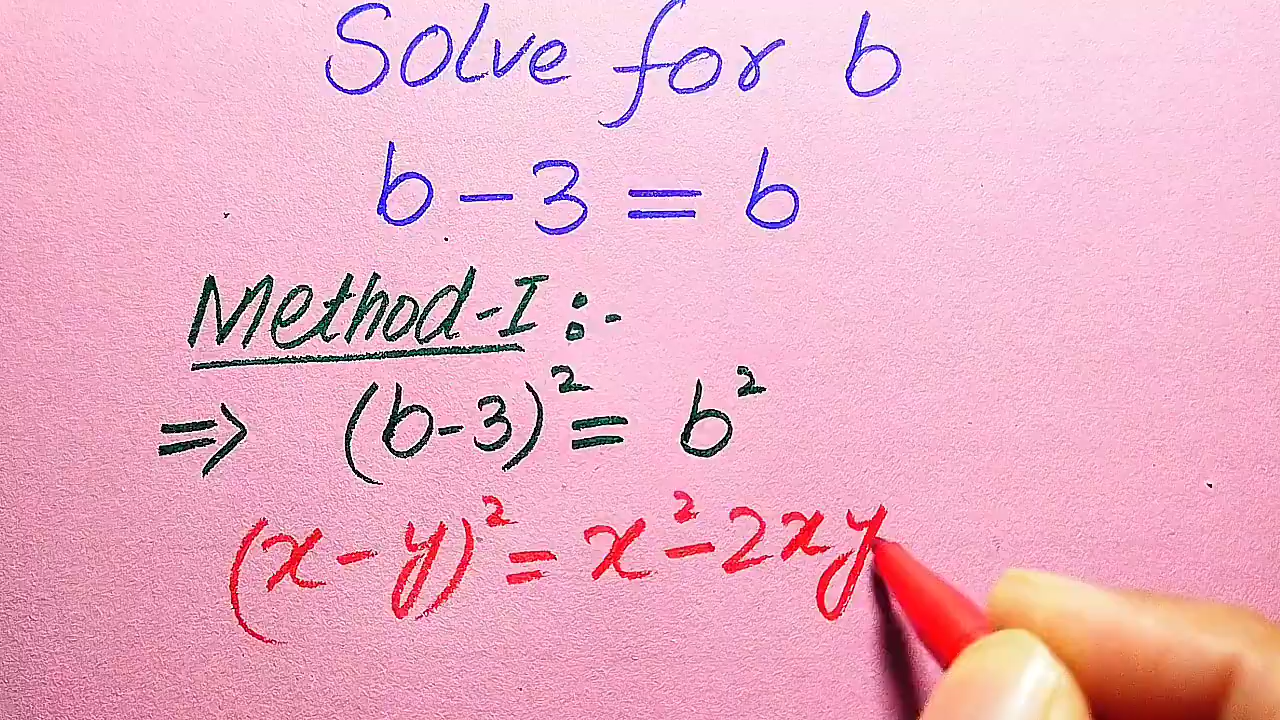 Solve for b
b - 3 = b
Method-I :-
⇒ (b-3)² = b²
(x-y)² = x² - 2xy